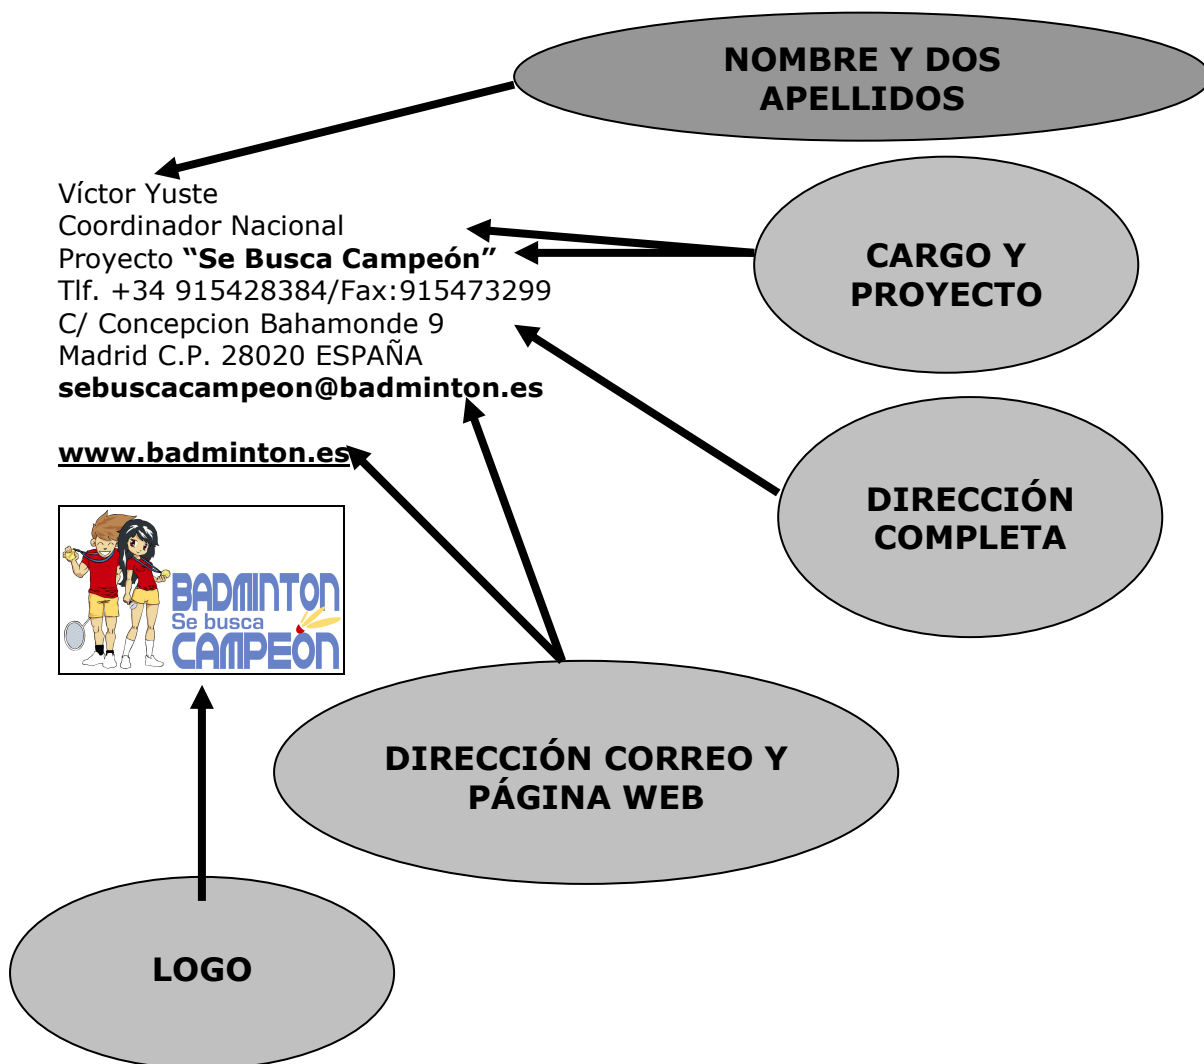 NOMBRE Y DOS
APELLIDOS
Víctor Yuste
Coordinador Nacional
Proyecto “Se Busca Campeón”
Tlf. +34 915428384/Fax:915473299
C/ Concepcion Bahamonde 9
Madrid C.P. 28020 ESPAÑA
sebuscacampeon@badminton.es
www.badminton.es
CARGO Y
PROYECTO
DIRECCIÓN
COMPLETA
BADMINTON
Se busca
CAMPEÓN
DIRECCIÓN CORREO Y
PÁGINA WEB
LOGO